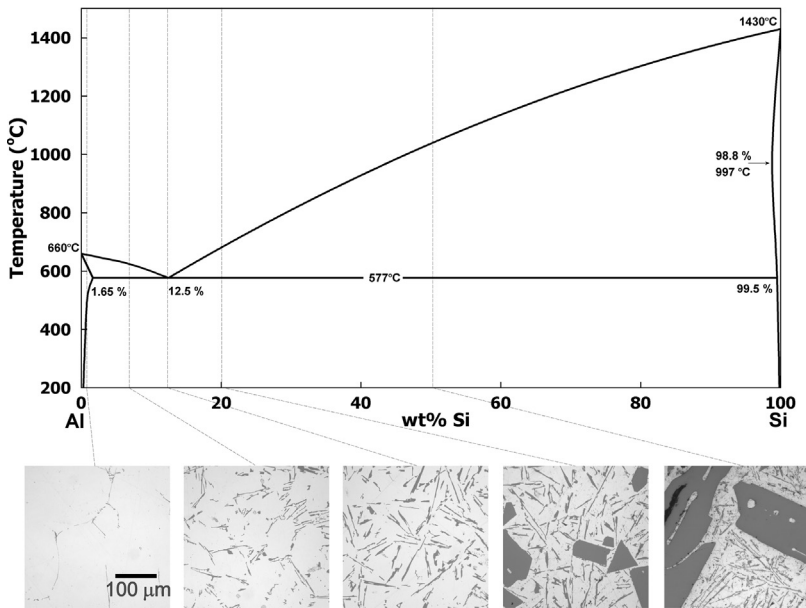 1400
1200
1000
800
600
400
200
Temperature (°C)
1430°C
98.8 %
997 °C
660°C
577°C
1.65 %
12.5 %
99.5 %
0
20
40
60
80
100
Al
wt% Si
Si
100 μm